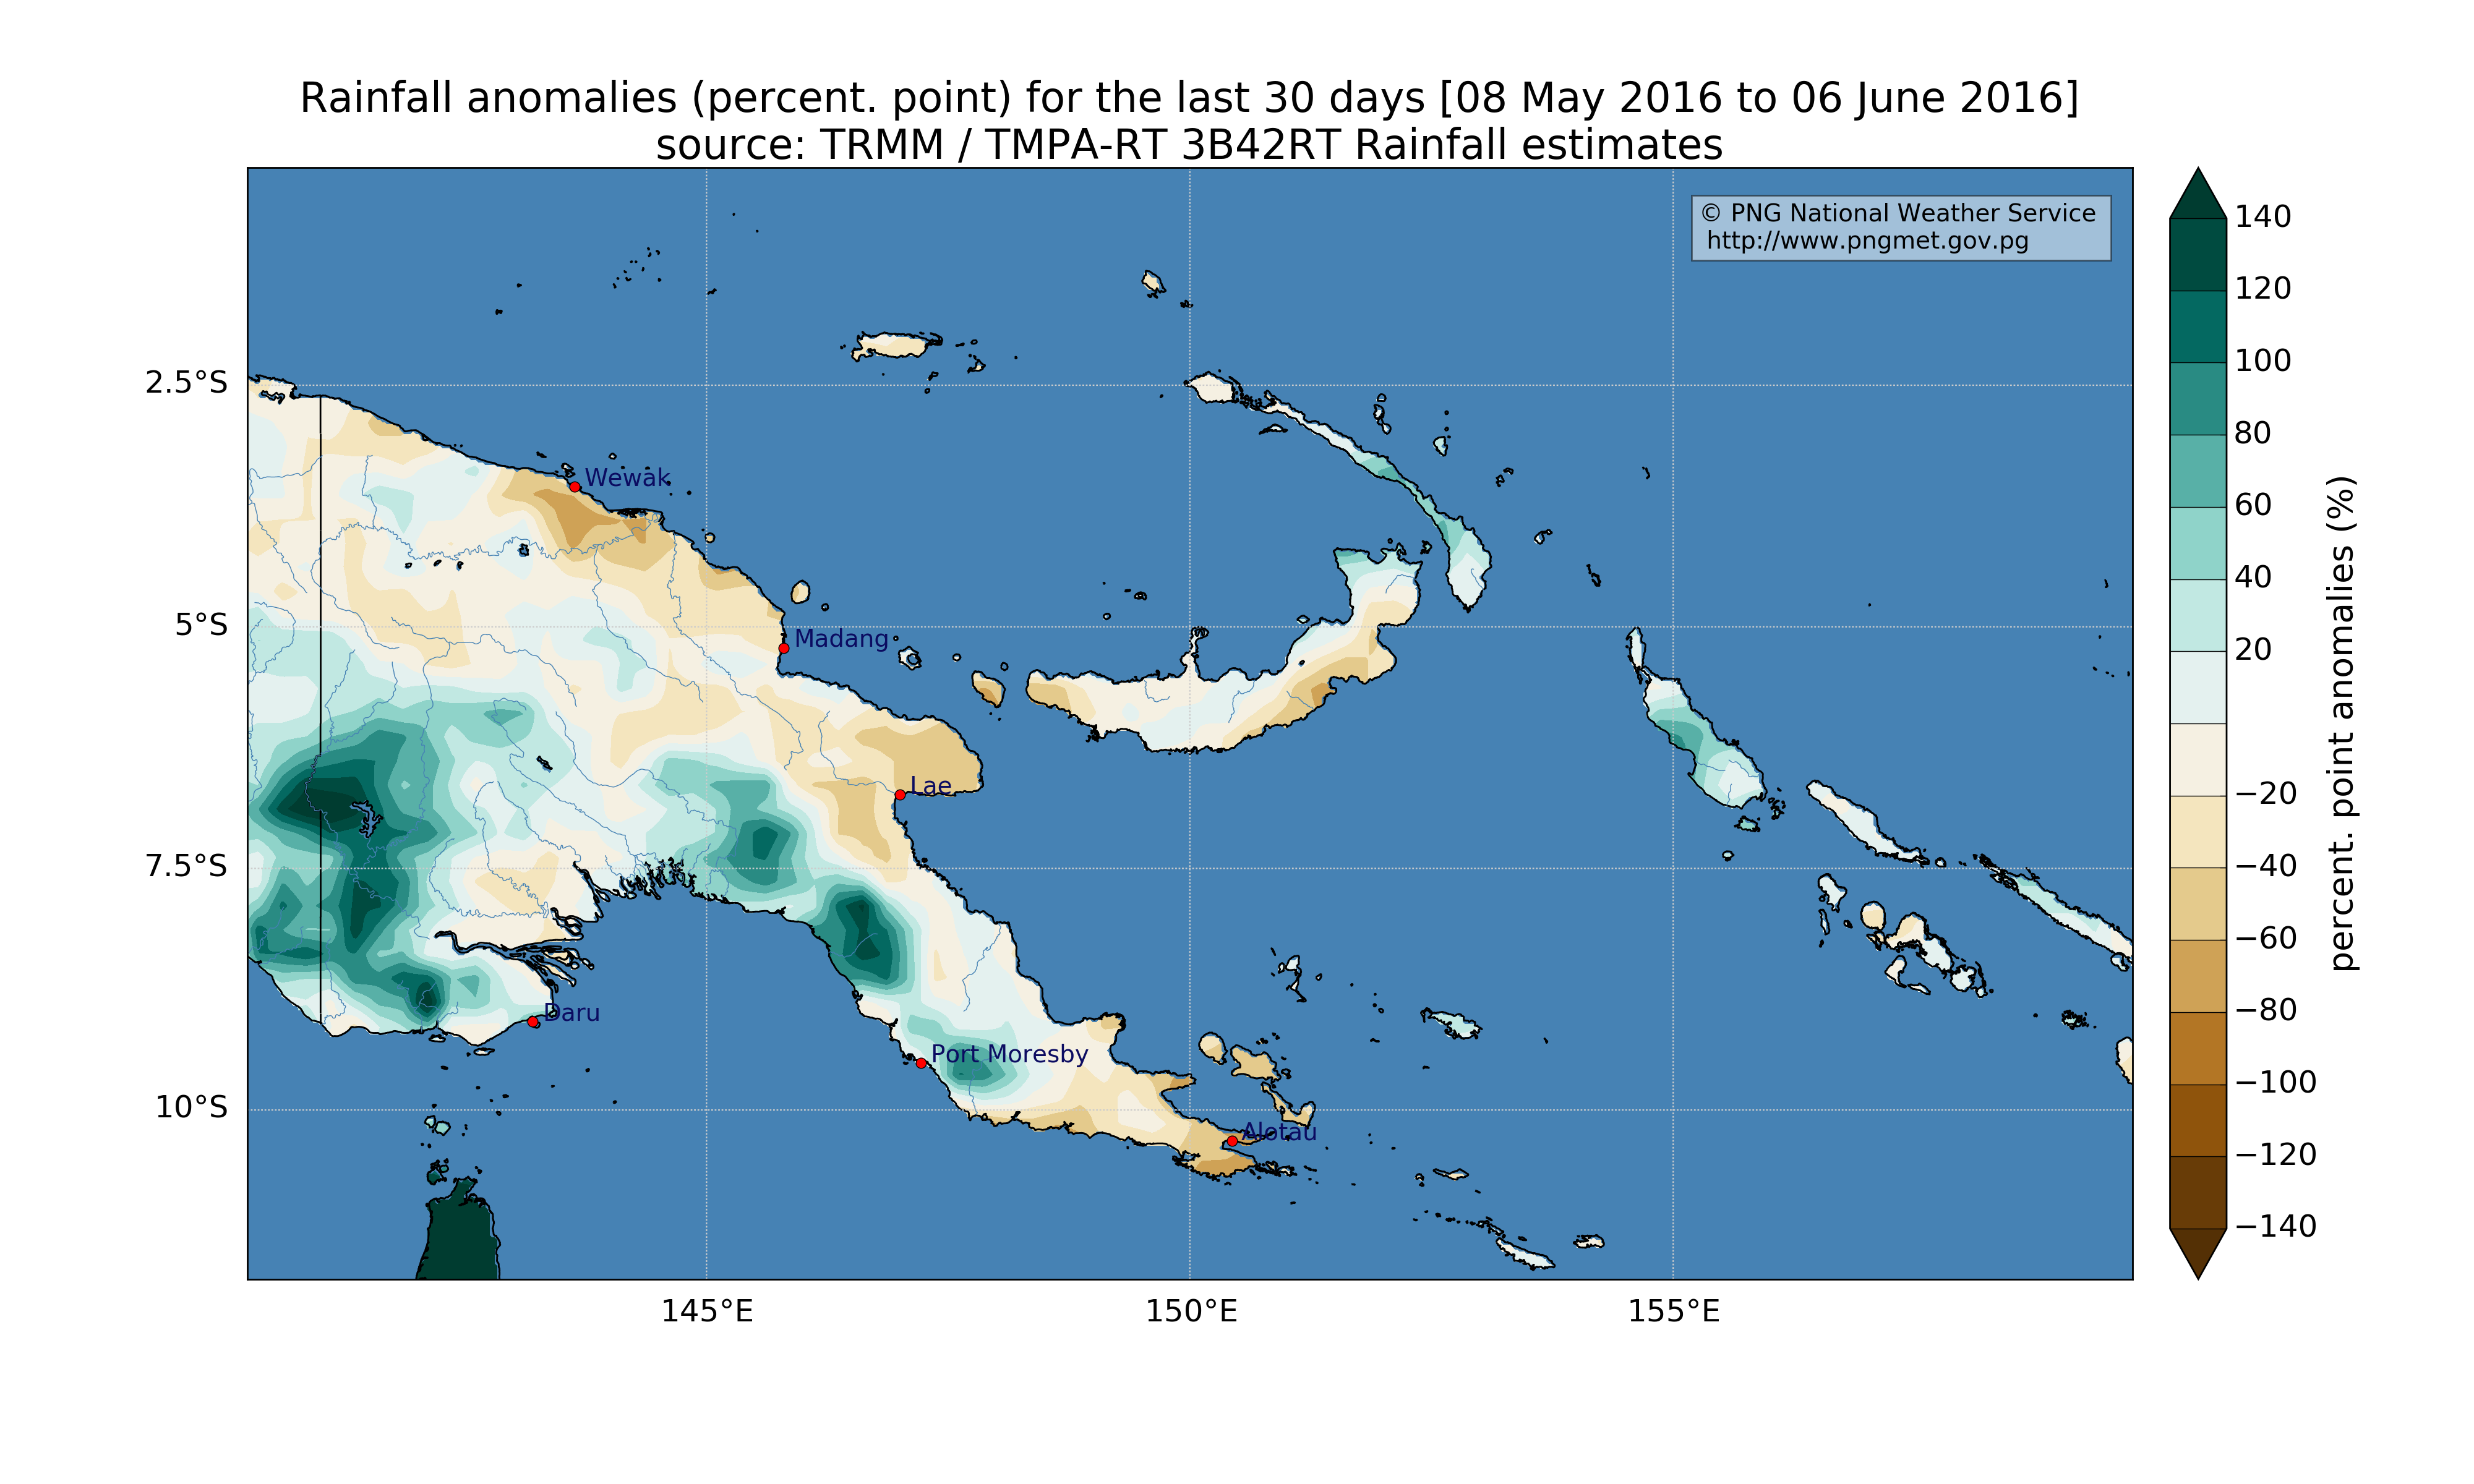 Rainfall anomalies (percent. point) for the last 30 days [08 May 2016 to 06 June 2016]
source: TRMM / TMPA-RT 3B42RT Rainfall estimates
© PNG National Weather Service
http://www.pngmet.gov.pg
2.5°S
5°S
7.5°S
10°S
145°E
150°E
155°E
Wewak
Madang
Lae
Daru
Port Moresby
Alotau
140
120
100
80
60
40
20
−20
−40
−60
−80
−100
−120
−140
percent. point anomalies (%)